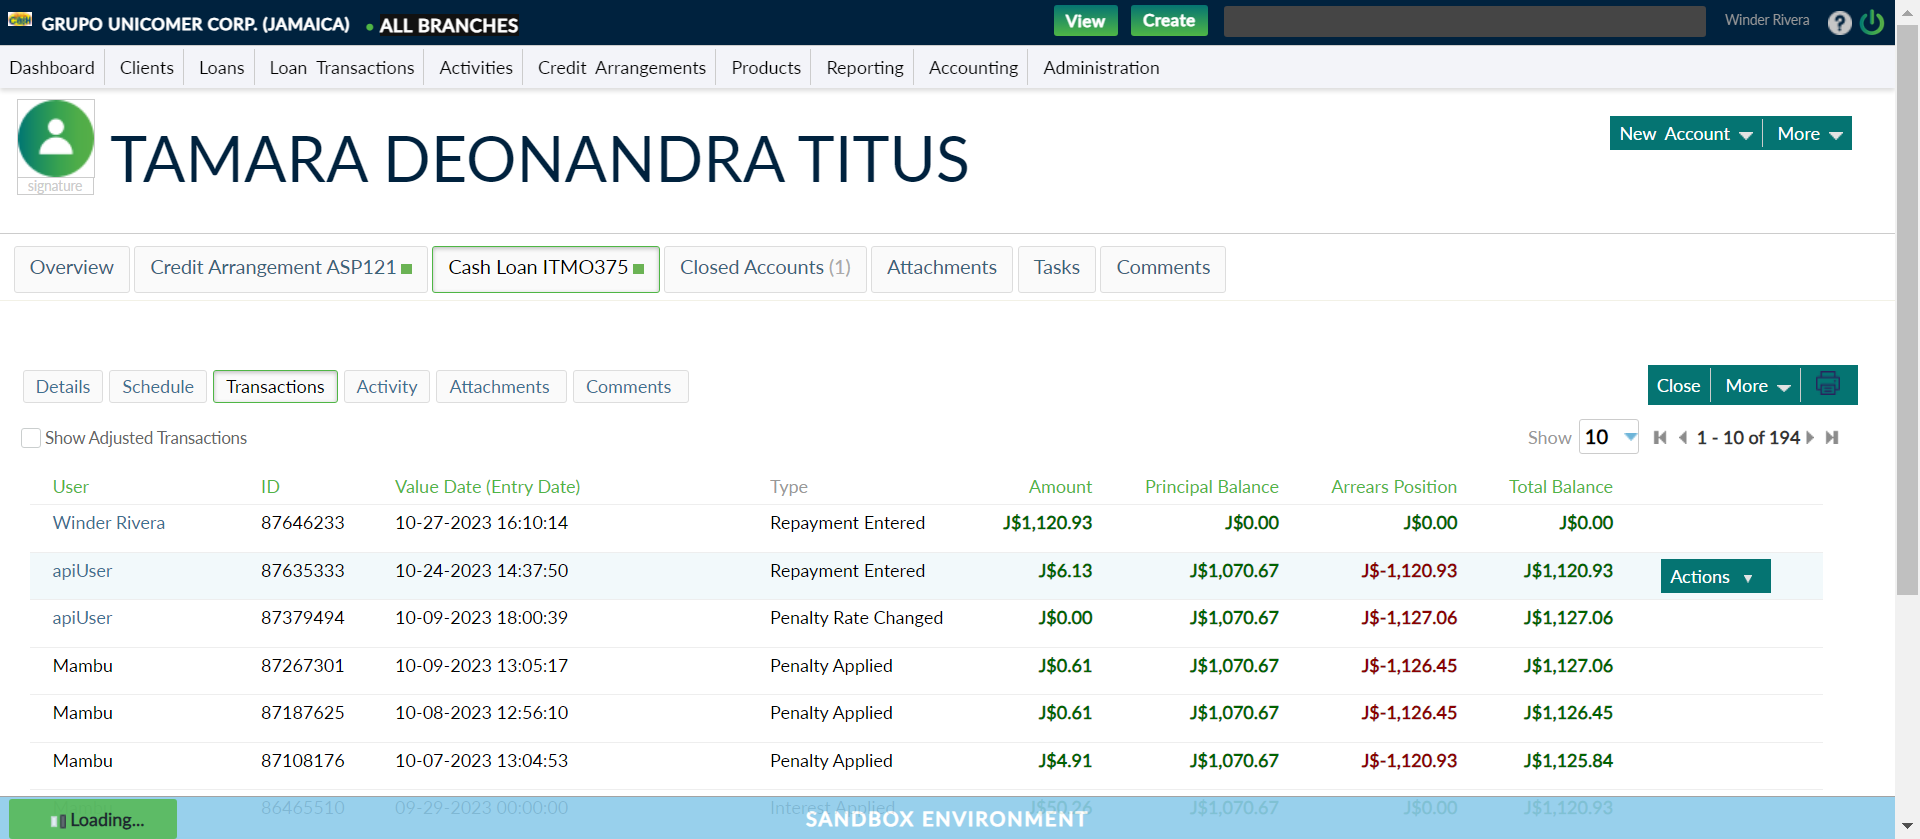 GRUPO UNICOMER CORP. (JAMAICA) ALL BRANCHES View Create Winder Rivera ?
Dashboard Clients Loans Loan Transactions Activities Credit Arrangements Products Reporting Accounting Administration
signature
TAMARA DEONANDRA TITUS
New Account More
Overview Credit Arrangement ASP121 Cash Loan ITMO375 Closed Accounts (1) Attachments Tasks Comments
Details Schedule Transactions Activity Attachments Comments Close More
Show Adjusted Transactions Show 10 1 - 10 of 194
User ID Value Date (Entry Date) Type Amount Principal Balance Arrears Position Total Balance
Winder Rivera 87646233 10-27-2023 16:10:14 Repayment Entered J$1,120.93 J$0.00 J$0.00 J$0.00
apiUser 87635333 10-24-2023 14:37:50 Repayment Entered J$6.13 J$1,070.67 J$-1,120.93 J$1,120.93 Actions
apiUser 87379494 10-09-2023 18:00:39 Penalty Rate Changed J$0.00 J$1,070.67 J$-1,127.06 J$1,127.06
Mambu 87267301 10-09-2023 13:05:17 Penalty Applied J$0.61 J$1,070.67 J$-1,126.45 J$1,127.06
Mambu 87187625 10-08-2023 12:56:10 Penalty Applied J$0.61 J$1,070.67 J$-1,126.45 J$1,126.45
Mambu 87108176 10-07-2023 13:04:53 Penalty Applied J$4.91 J$1,070.67 J$-1,120.93 J$1,125.84
Mambu 86465510 09-29-2023 00:00:00 Interest Applied J$50.26 J$1,070.67 J$0.00 J$1,120.93
Loading... SANDBOX ENVIRONMENT